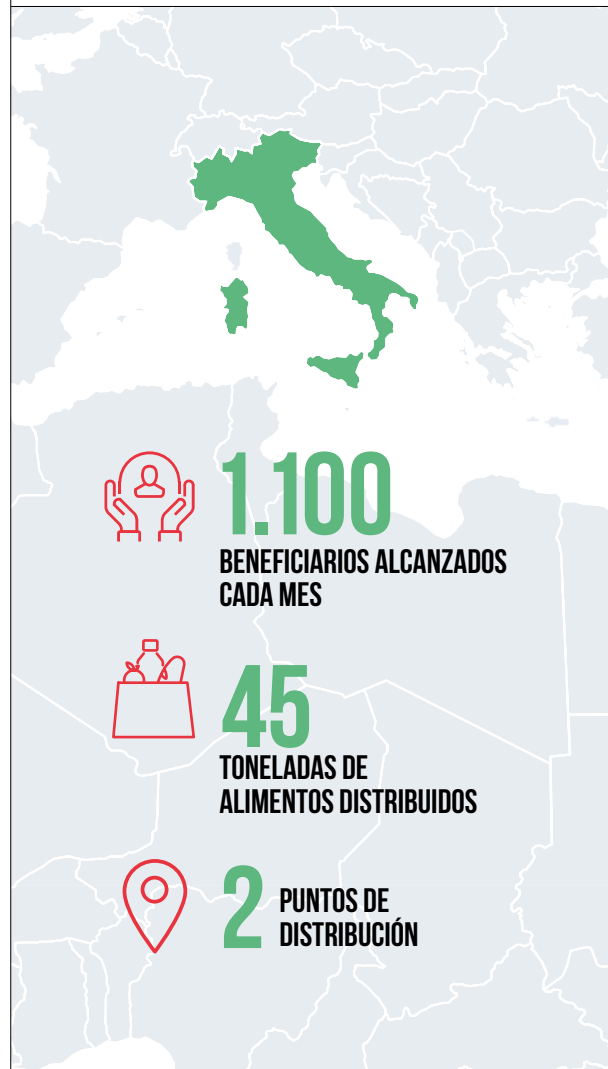 1.100
BENEFICIARIOS ALCANZADOS
CADA MES
45
TONELADAS DE
ALIMENTOS DISTRIBUIDOS
2
PUNTOS DE
DISTRIBUCIÓN